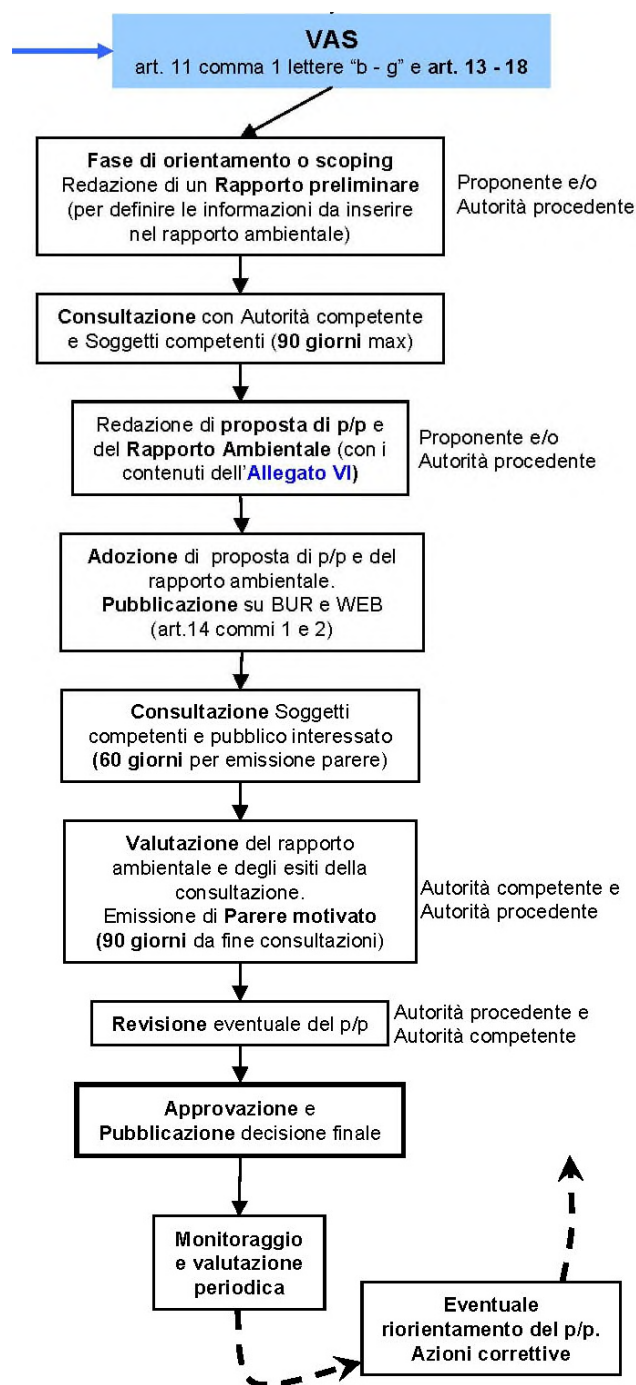 VAS
art. 11 comma 1 lettere “b - g” e art. 13 - 18
Fase di orientamento o scoping
Redazione di un Rapporto preliminare
(per definire le informazioni da inserire
nel rapporto ambientale)
Proponente e/o
Autorità procedente
Consultazione con Autorità competente
e Soggetti competenti (90 giorni max)
Redazione di proposta di p/p e
del Rapporto Ambientale (con i
contenuti dell'Allegato VI)
Proponente e/o
Autorità procedente
Adozione di proposta di p/p e del
rapporto ambientale.
Pubblicazione su BUR e WEB
(art.14 commi 1 e 2)
Consultazione Soggetti
competenti e pubblico interessato
(60 giorni per emissione parere)
Valutazione del rapporto
ambientale e degli esiti della
consultazione.
Emissione di Parere motivato
(90 giorni da fine consultazioni)
Autorità competente e
Autorità procedente
Revisione eventuale del p/p
Autorità procedente e
Autorità competente
Approvazione e
Pubblicazione decisione finale
Monitoraggio
e valutazione
periodica
Eventuale
riorientamento del p/p.
Azioni correttive